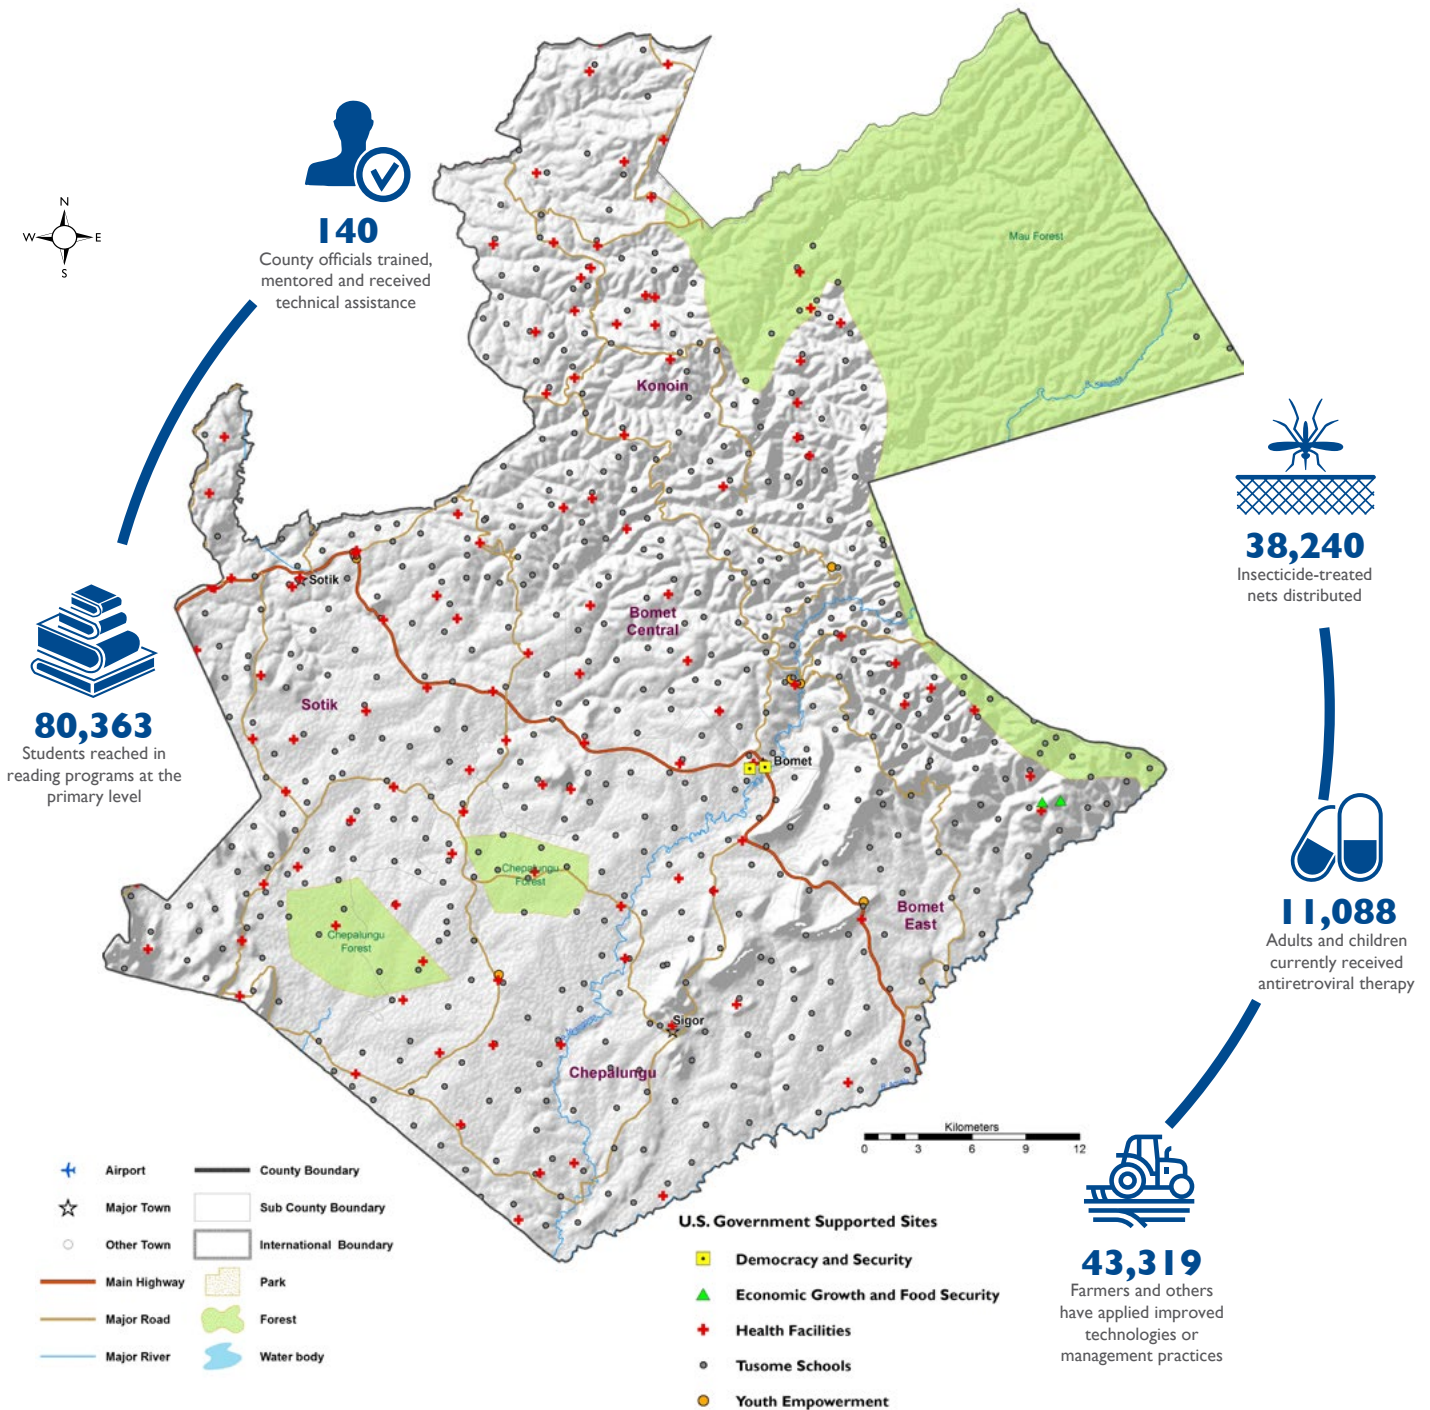 N
W
E
S
140
County officials trained,
mentored and received
technical assistance
80,363
Students reached in
reading programs at the
primary level
Mau Forest
Konoin
Sotik
Bomet
Central
Sotik
Bomet
Chepalungu
Forest
Chepalungu
Forest
Bomet
East
Sigor
Chepalungu
38,240
Insecticide-treated
nets distributed
11,088
Adults and children
currently received
antiretroviral therapy
43,319
Farmers and others
have applied improved
technologies or
management practices
Kilometers
0 3 6 9 12
Airport
Major Town
Other Town
Main Highway
Major Road
Major River
County Boundary
Sub County Boundary
International Boundary
Park
Forest
Water body
U.S. Government Supported Sites
Democracy and Security
Economic Growth and Food Security
Health Facilities
Tusome Schools
Youth Empowerment